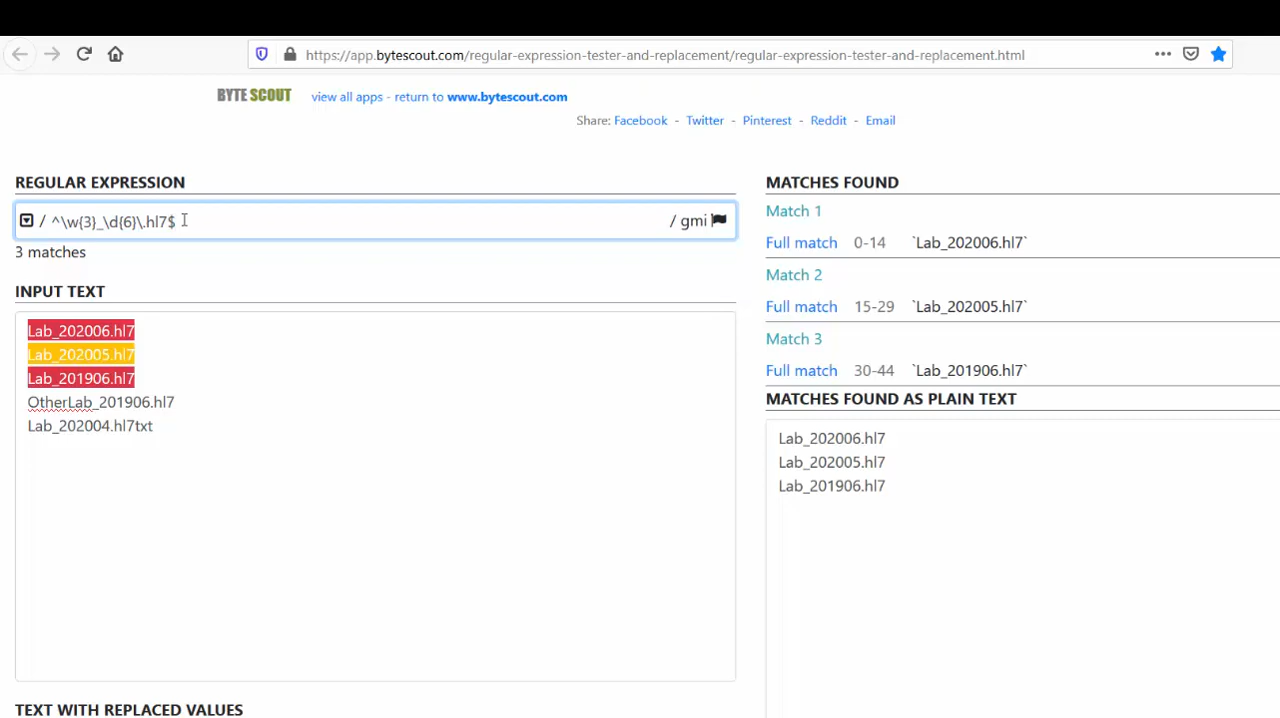 https://app.bytescout.com/regular-expression-tester-and-replacement/regular-expression-tester-and-replacement.html
BYTE SCOUT view all apps - return to www.bytescout.com
Share: Facebook - Twitter - Pinterest - Reddit - Email
REGULAR EXPRESSION
/ ^\w{3}_\d{6}\.hl7$ / gmi
3 matches
INPUT TEXT
Lab_202006.hl7
Lab_202005.hl7
Lab_201906.hl7
OtherLab_201906.hl7
Lab_202004.hl7txt
TEXT WITH REPLACED VALUES
MATCHES FOUND
Match 1
Full match 0-14 `Lab_202006.hl7`
Match 2
Full match 15-29 `Lab_202005.hl7`
Match 3
Full match 30-44 `Lab_201906.hl7`
MATCHES FOUND AS PLAIN TEXT
Lab_202006.hl7
Lab_202005.hl7
Lab_201906.hl7